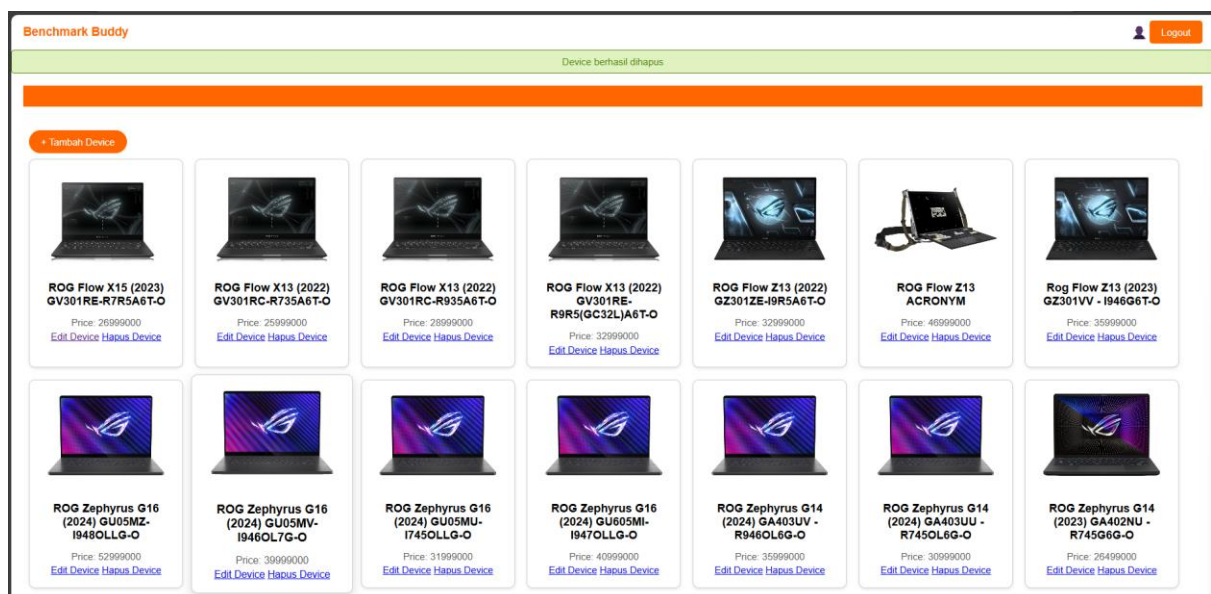 Benchmark Buddy
Logout
Device berhasil dihapus
+ Tambah Device
ROG Flow X15 (2023)
GV301RE-R7R5A6T-O
Price: 26999000
Edit Device Hapus Device
ROG Flow X13 (2022)
GV301RC-R735A6T-O
Price: 25999000
Edit Device Hapus Device
ROG Flow X13 (2022)
GV301RC-R935A6T-O
Price: 28999000
Edit Device Hapus Device
ROG Flow X13 (2022)
GV301RE-
R9R5(GC32L)A6T-O
Price: 32999000
Edit Device Hapus Device
ROG Flow Z13 (2022)
GZ301ZE-I9R5A6T-O
Price: 32999000
Edit Device Hapus Device
ROG Flow Z13
ACRONYM
Price: 46999000
Edit Device Hapus Device
Rog Flow Z13 (2023)
GZ301VV - I946G6T-O
Price: 35999000
Edit Device Hapus Device
ROG Zephyrus G16
(2024) GU05MZ-
I948OLLG-O
Price: 52999000
Edit Device Hapus Device
ROG Zephyrus G16
(2024) GU05MV-
I946OL7G-O
Price: 39999000
Edit Device Hapus Device
ROG Zephyrus G16
(2024) GU05MU-
I745OLLG-O
Price: 31999000
Edit Device Hapus Device
ROG Zephyrus G16
(2024) GU605MI-
I947OLLG-O
Price: 40999000
Edit Device Hapus Device
ROG Zephyrus G14
(2024) GA403UV -
R946OL6G-O
Price: 35999000
Edit Device Hapus Device
ROG Zephyrus G14
(2024) GA403UU -
R745OL6G-O
Price: 30999000
Edit Device Hapus Device
ROG Zephyrus G14
(2023) GA402NU -
R745G6G-O
Price: 26499000
Edit Device Hapus Device